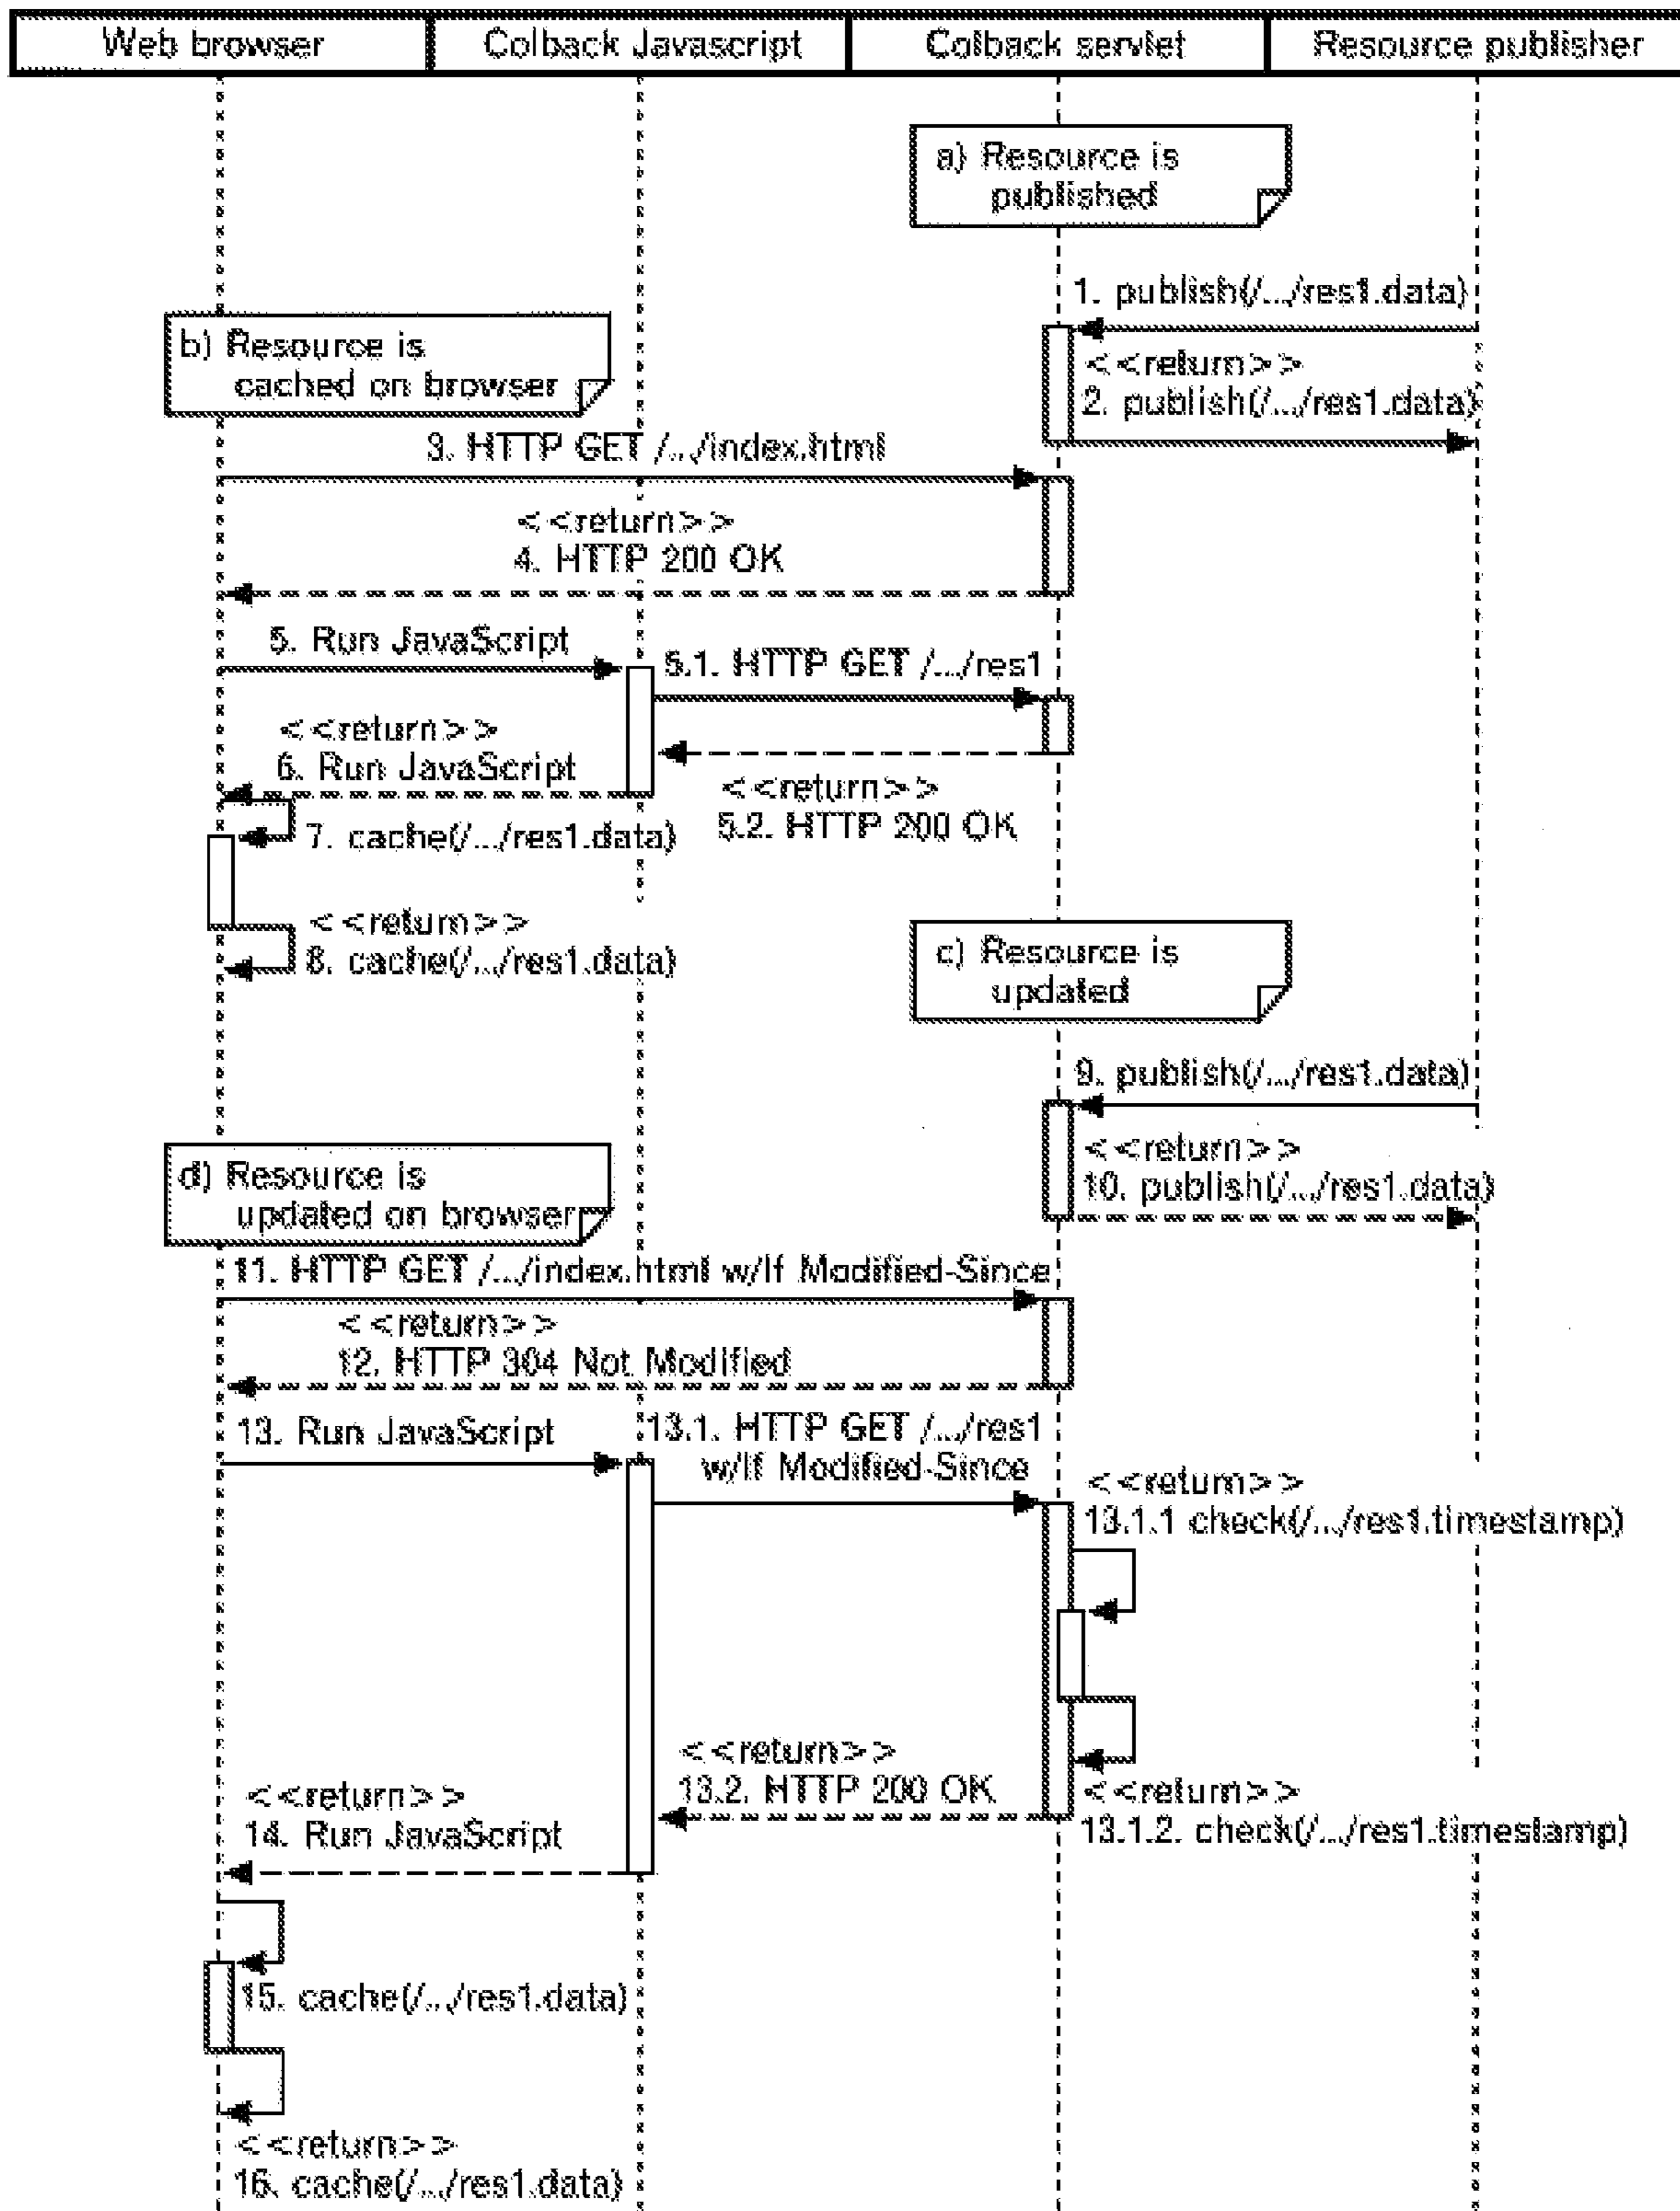 Web browser
Colback Javascript
Colback servlet
Resource publisher
a) Resource is
published
1. publish(/.../res1.data)
b) Resource is
cached on browser
<<return>>
2. publish(/.../res1.data)
3. HTTP GET /.../index.html
<<return>>
4. HTTP 200 OK
5. Run JavaScript
5.1. HTTP GET /.../res1
<<return>>
6. Run JavaScript
<<return>>
5.2. HTTP 200 OK
7. cache(/.../res1.data)
<<return>>
8. cache(/.../res1.data)
c) Resource is
updated
9. publish(/.../res1.data)
<<return>>
10. publish(/.../res1.data)
d) Resource is
updated on browser
11. HTTP GET /.../index.html w/If Modified-Since
<<return>>
12. HTTP 304 Not Modified
13. Run JavaScript
13.1. HTTP GET /.../res1
w/If Modified-Since
<<return>>
13.1.1 check(/.../res1.timestamp)
<<return>>
13.2. HTTP 200 OK
<<return>>
13.1.2. check(/.../res1.timestamp)
<<return>>
14. Run JavaScript
15. cache(/.../res1.data)
<<return>>
16. cache(/.../res1.data)